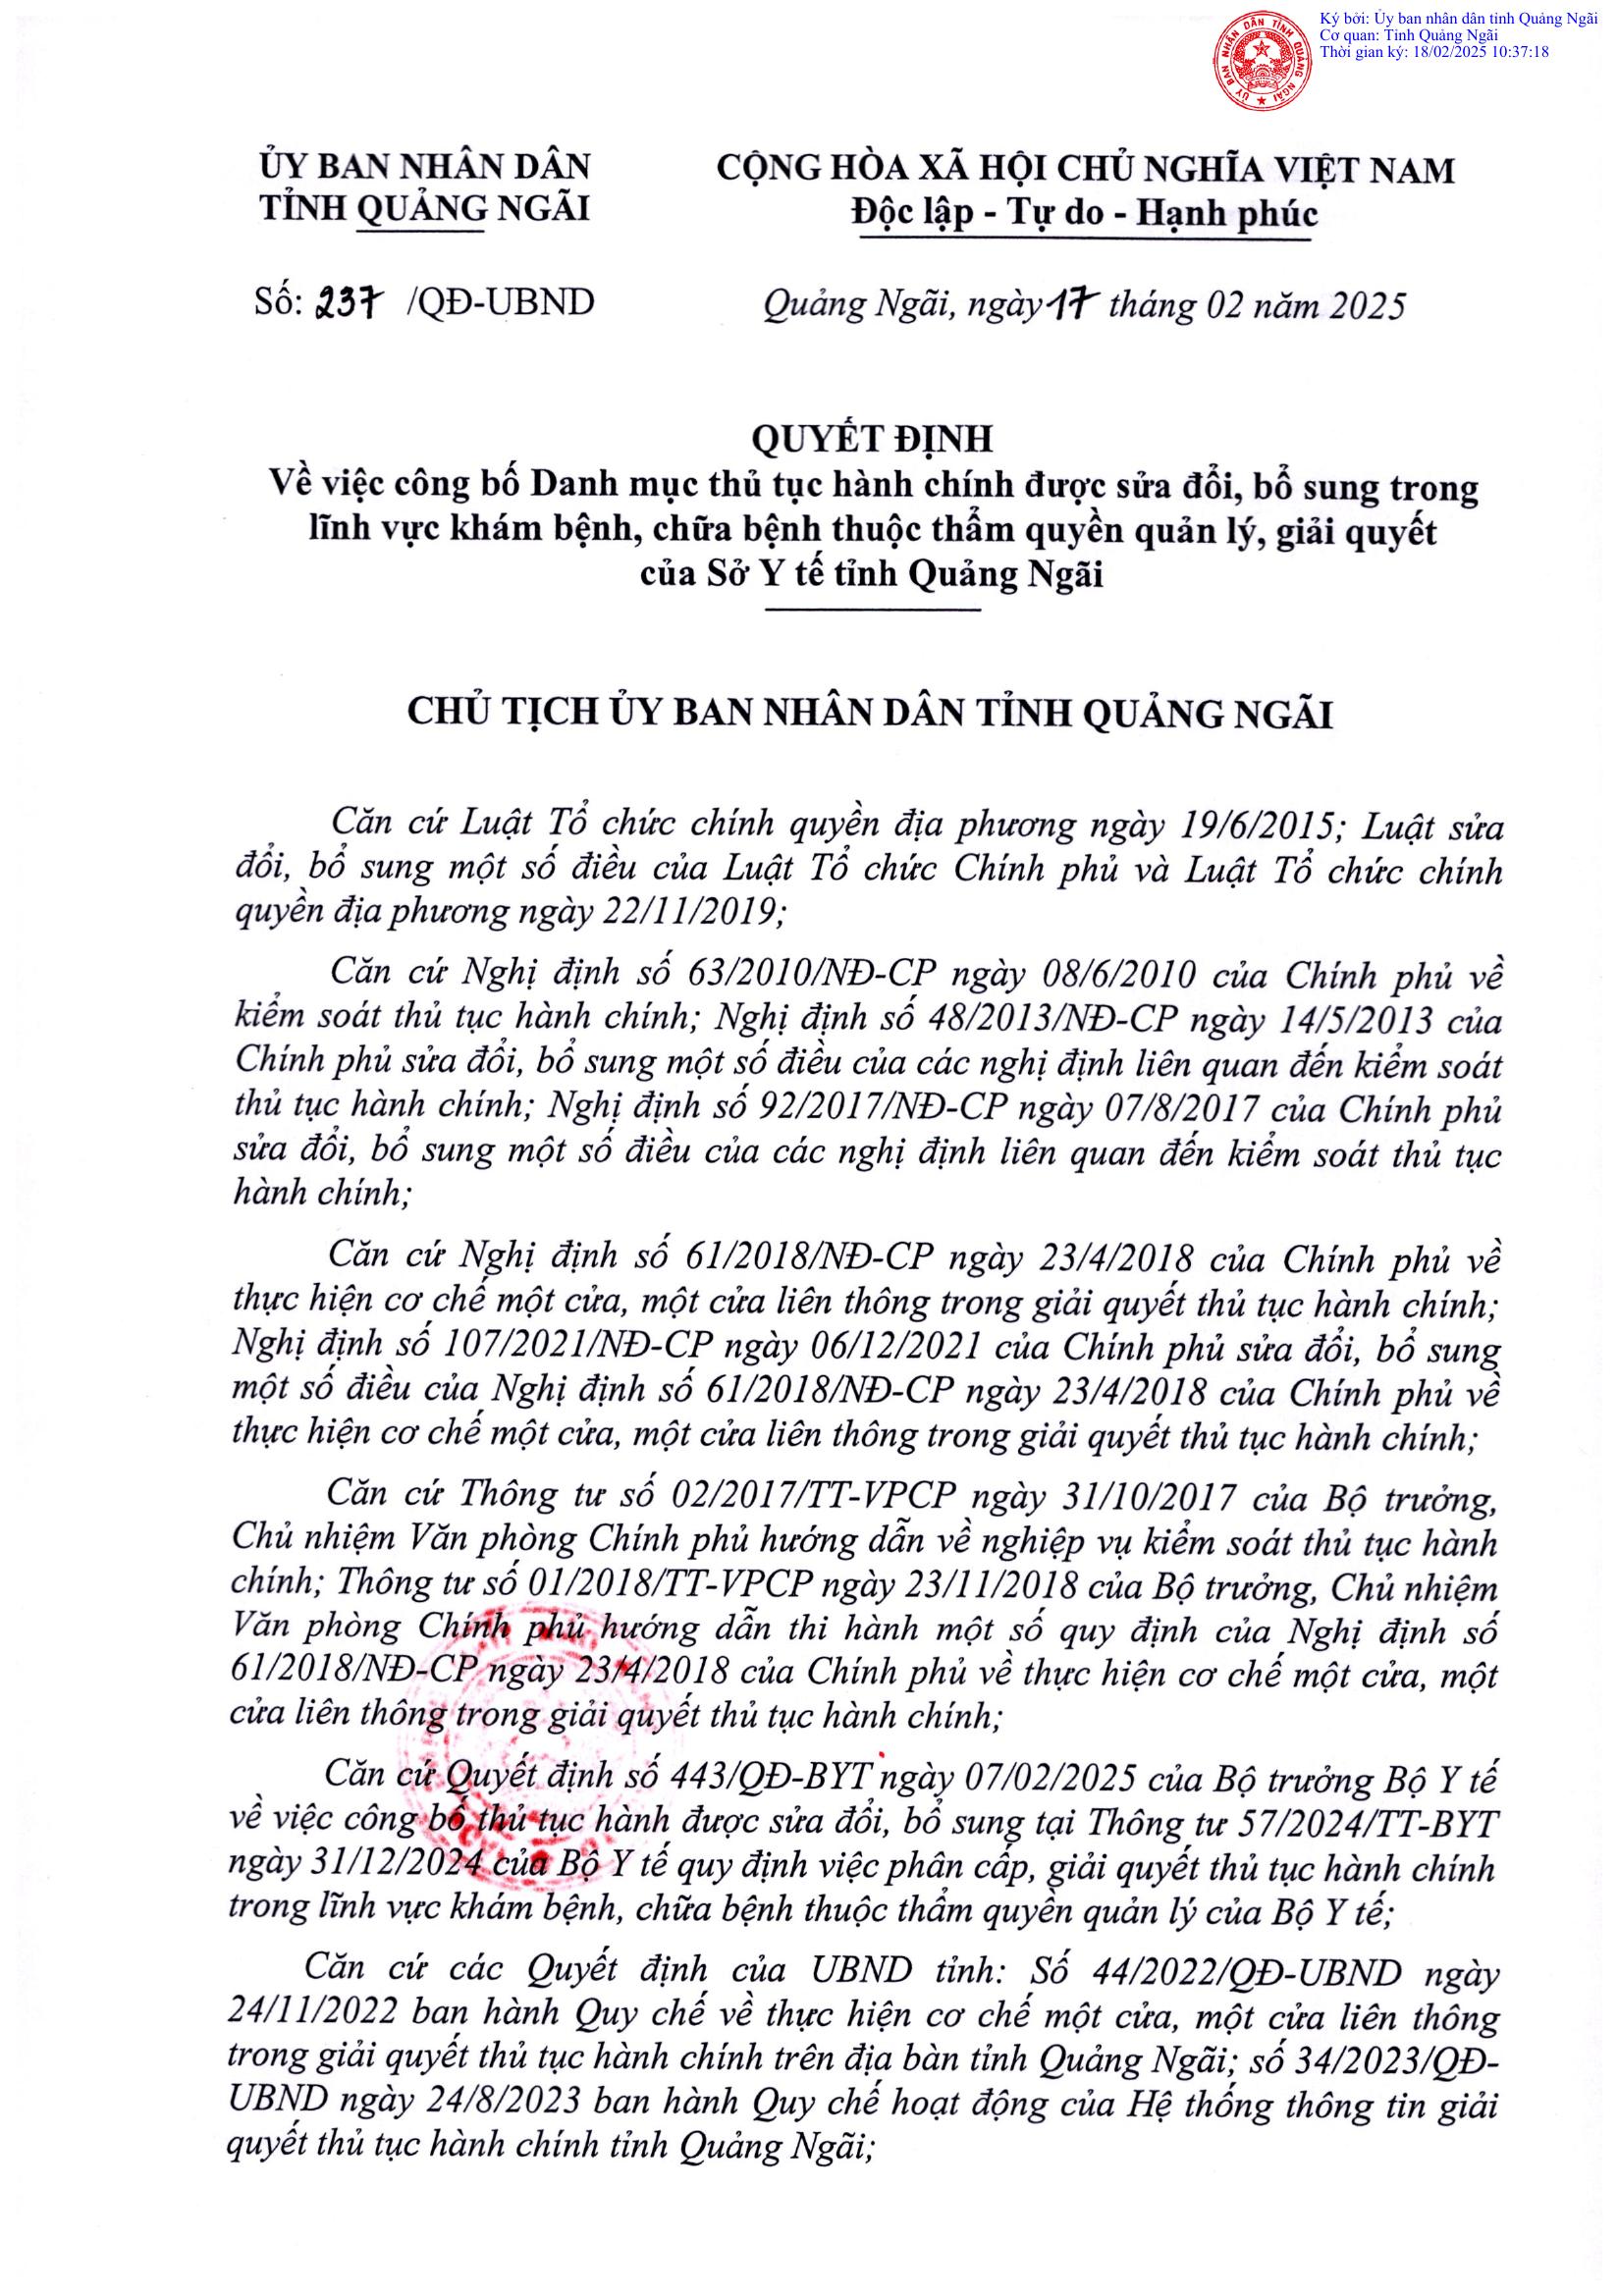 Ký bởi: Ủy ban nhân dân tỉnh Quảng Ngãi
Cơ quan: Tỉnh Quảng Ngãi
Thời gian ký: 18/02/2025 10:37:18
ỦY BAN NHÂN DÂN TỈNH QUẢNG NGÃI
ỦY BAN NHÂN DÂN
TỈNH QUẢNG NGÃI
CỘNG HÒA XÃ HỘI CHỦ NGHĨA VIỆT NAM
Độc lập - Tự do - Hạnh phúc
Số: 237 /QĐ-UBND
Quảng Ngãi, ngày 17 tháng 02 năm 2025
QUYẾT ĐỊNH
Về việc công bố Danh mục thủ tục hành chính được sửa đổi, bổ sung trong
lĩnh vực khám bệnh, chữa bệnh thuộc thẩm quyền quản lý, giải quyết
của Sở Y tế tỉnh Quảng Ngãi
CHỦ TỊCH ỦY BAN NHÂN DÂN TỈNH QUẢNG NGÃI
Căn cứ Luật Tổ chức chính quyền địa phương ngày 19/6/2015; Luật sửa
đổi, bổ sung một số điều của Luật Tổ chức Chính phủ và Luật Tổ chức chính
quyền địa phương ngày 22/11/2019;
Căn cứ Nghị định số 63/2010/NĐ-CP ngày 08/6/2010 của Chính phủ về
kiểm soát thủ tục hành chính; Nghị định số 48/2013/NĐ-CP ngày 14/5/2013 của
Chính phủ sửa đổi, bổ sung một số điều của các nghị định liên quan đến kiểm soát
thủ tục hành chính; Nghị định số 92/2017/NĐ-CP ngày 07/8/2017 của Chính phủ
sửa đổi, bổ sung một số điều của các nghị định liên quan đến kiểm soát thủ tục
hành chính;
Căn cứ Nghị định số 61/2018/NĐ-CP ngày 23/4/2018 của Chính phủ về
thực hiện cơ chế một cửa, một cửa liên thông trong giải quyết thủ tục hành chính;
Nghị định số 107/2021/NĐ-CP ngày 06/12/2021 của Chính phủ sửa đổi, bổ sung
một số điều của Nghị định số 61/2018/NĐ-CP ngày 23/4/2018 của Chính phủ về
thực hiện cơ chế một cửa, một cửa liên thông trong giải quyết thủ tục hành chính;
Căn cứ Thông tư số 02/2017/TT-VPCP ngày 31/10/2017 của Bộ trưởng,
Chủ nhiệm Văn phòng Chính phủ hướng dẫn về nghiệp vụ kiểm soát thủ tục hành
chính; Thông tư số 01/2018/TT-VPCP ngày 23/11/2018 của Bộ trưởng, Chủ nhiệm
Văn phòng Chính phủ hướng dẫn thi hành một số quy định của Nghị định số
61/2018/NĐ-CP ngày 23/4/2018 của Chính phủ về thực hiện cơ chế một cửa, một
cửa liên thông trong giải quyết thủ tục hành chính;
Căn cứ Quyết định số 443/QĐ-BYT ngày 07/02/2025 của Bộ trưởng Bộ Y tế
về việc công bố thủ tục hành được sửa đổi, bổ sung tại Thông tư 57/2024/TT-BYT
ngày 31/12/2024 của Bộ Y tế quy định việc phân cấp, giải quyết thủ tục hành chính
trong lĩnh vực khám bệnh, chữa bệnh thuộc thẩm quyền quản lý của Bộ Y tế;
Căn cứ các Quyết định của UBND tỉnh: Số 44/2022/QĐ-UBND ngày
24/11/2022 ban hành Quy chế về thực hiện cơ chế một cửa, một cửa liên thông
trong giải quyết thủ tục hành chính trên địa bàn tỉnh Quảng Ngãi; số 34/2023/QĐ-
UBND ngày 24/8/2023 ban hành Quy chế hoạt động của Hệ thống thông tin giải
quyết thủ tục hành chính tỉnh Quảng Ngãi;